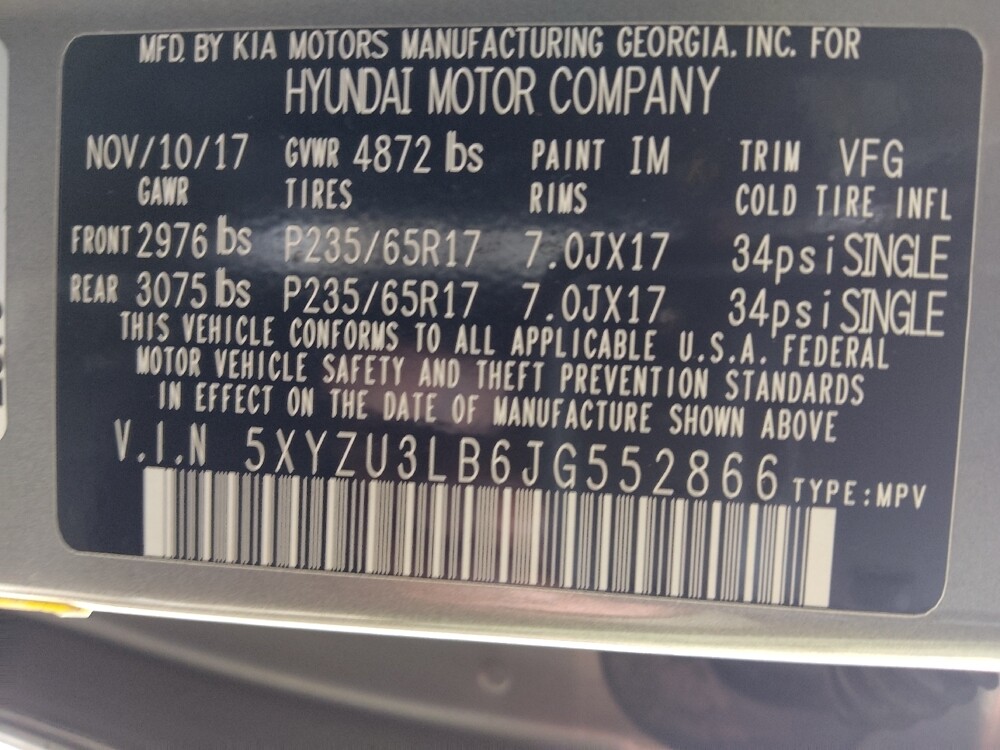 MFD. BY KIA MOTORS MANUFACTURING GEORGIA, INC. FOR
HYUNDAI MOTOR COMPANY
NOV/10/17 GVWR 4872 lbs PAINT IM TRIM VFG
GAWR TIRES RIMS COLD TIRE INFL
FRONT 2976 lbs P235/65R17 7.0JX17 34psi SINGLE
REAR 3075 lbs P235/65R17 7.0JX17 34psi SINGLE
THIS VEHICLE CONFORMS TO ALL APPLICABLE U.S.A. FEDERAL
MOTOR VEHICLE SAFETY AND THEFT PREVENTION STANDARDS
IN EFFECT ON THE DATE OF MANUFACTURE SHOWN ABOVE
V.I.N 5XYZU3LB6JG552866 TYPE:MPV